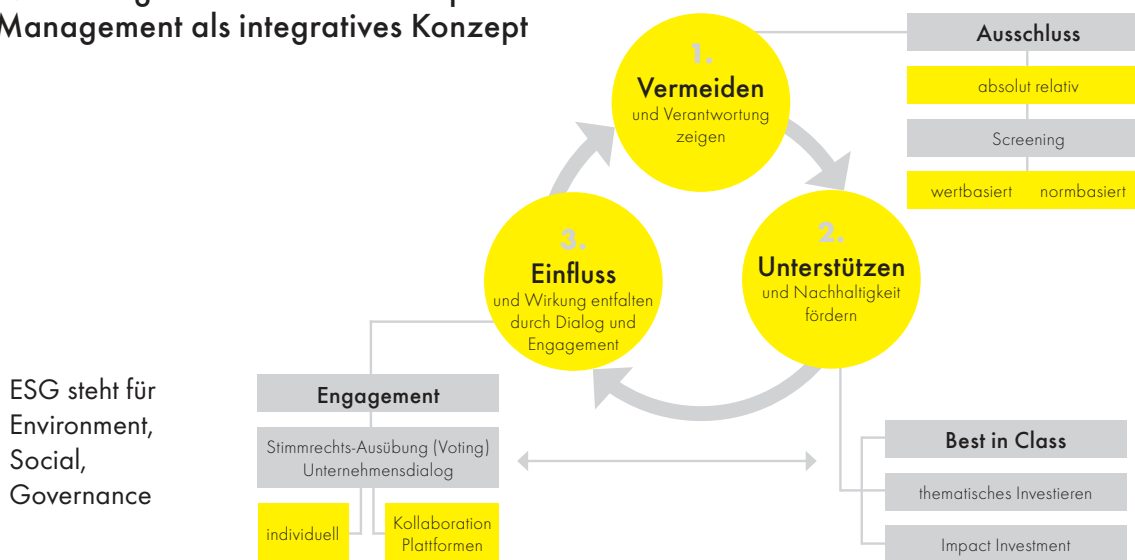 Management als integratives Konzept
1.
Vermeiden
und Verantwortung
zeigen
Ausschluss
absolut relativ
Screening
wertbasiert normbasiert
2.
Unterstützen
und Nachhaltigkeit
fördern
3.
Einfluss
und Wirkung entfalten
durch Dialog und
Engagement
ESG steht für
Environment,
Social,
Governance
Engagement
Stimmrechts-Ausübung (Voting)
Unternehmensdialog
individuell
Kollaboration
Plattformen
Best in Class
thematisches Investieren
Impact Investment